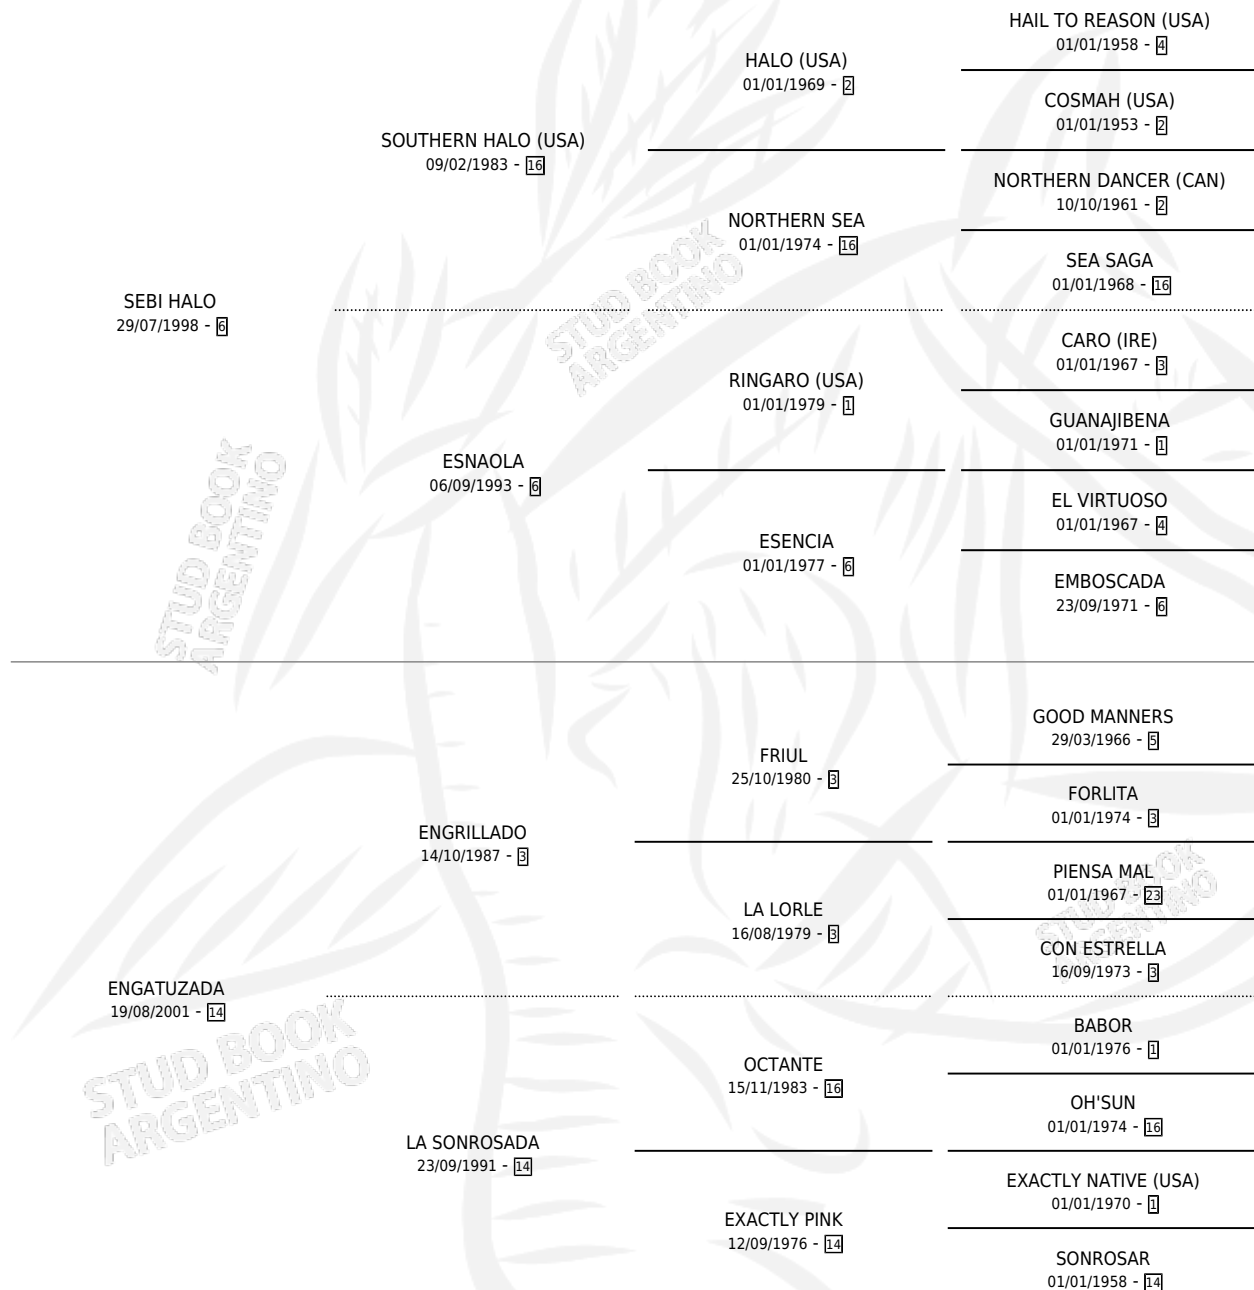 HAIL TO REASON (USA)
01/01/1958 - 4
HALO (USA)
01/01/1969 - 2
COSMAH (USA)
01/01/1953 - 2
SOUTHERN HALO (USA)
09/02/1983 - 16
NORTHERN DANCER (CAN)
10/10/1961 - 2
NORTHERN SEA
01/01/1974 - 16
SEA SAGA
01/01/1968 - 16
SEBI HALO
29/07/1998 - 6
CARO (IRE)
01/01/1967 - 3
RINGARO (USA)
01/01/1979 - 1
GUANAJIBENA
01/01/1971 - 1
ESNAOLA
06/09/1993 - 6
EL VIRTUOSO
01/01/1967 - 4
ESENCIA
01/01/1977 - 6
EMBOSCADA
23/09/1971 - 6
GOOD MANNERS
29/03/1966 - 5
FRIUL
25/10/1980 - 3
FORLITA
01/01/1974 - 3
ENGRILLADO
14/10/1987 - 3
PIENSA MAL
01/01/1967 - 23
LA LORLE
16/08/1979 - 3
CON ESTRELLA
16/09/1973 - 3
ENGATUZADA
19/08/2001 - 14
BABOR
01/01/1976 - 1
OCTANTE
15/11/1983 - 16
OH'SUN
01/01/1974 - 16
LA SONROSADA
23/09/1991 - 14
EXACTLY NATIVE (USA)
01/01/1970 - 1
EXACTLY PINK
12/09/1976 - 14
SONROSAR
01/01/1958 - 14
STUD BOOK
ARGENTINO
STUD BOOK
ARGENTINO
STUD BOOK
ARGENTINO
STUD BOOK
ARGENTINO